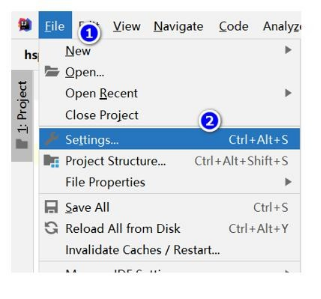 File View Navigate Code Analyz
1
hs
New
Open...
Open Recent
Close Project
2
Settings... Ctrl+Alt+S
Project Structure... Ctrl+Alt+Shift+S
File Properties
Save All Ctrl+S
Reload All from Disk Ctrl+Alt+Y
Invalidate Caches / Restart...
1: Project